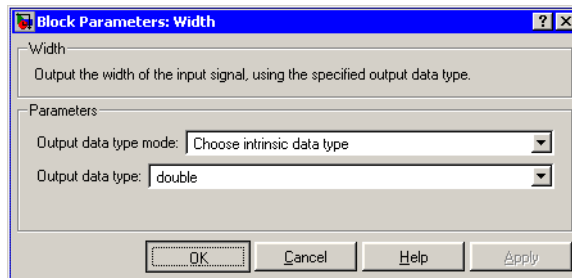 Block Parameters: Width
Width
Output the width of the input signal, using the specified output data type.
Parameters
Output data type mode: Choose intrinsic data type
Output data type: double
OK Cancel Help Apply